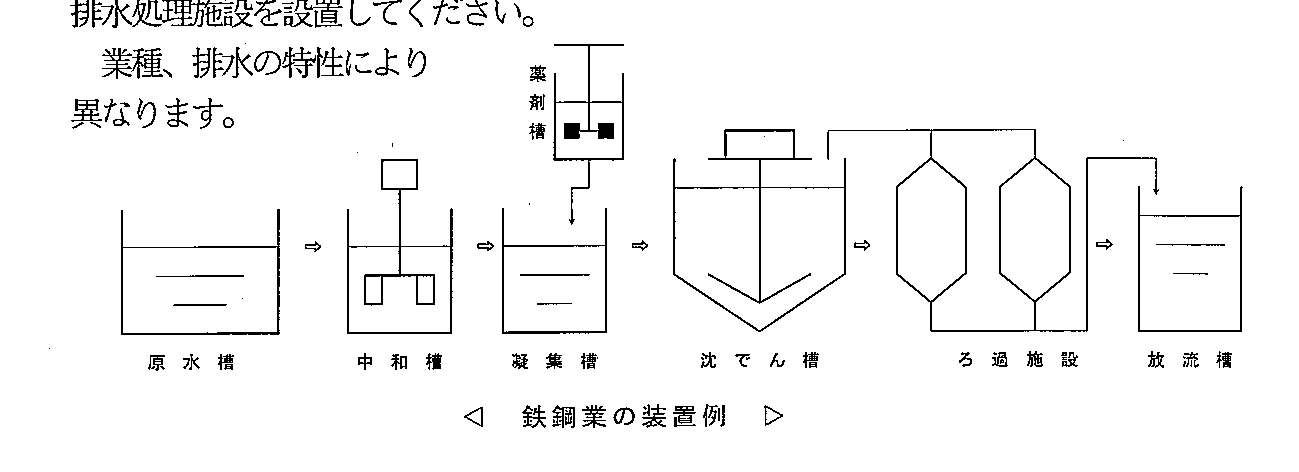 排水処理施設を設置してください。
業種、排水の特性により
異なります。
薬剤槽
原水槽
中和槽
凝集槽
沈でん槽
ろ過施設
放流槽
◁ 鉄鋼業の装置例 ▷